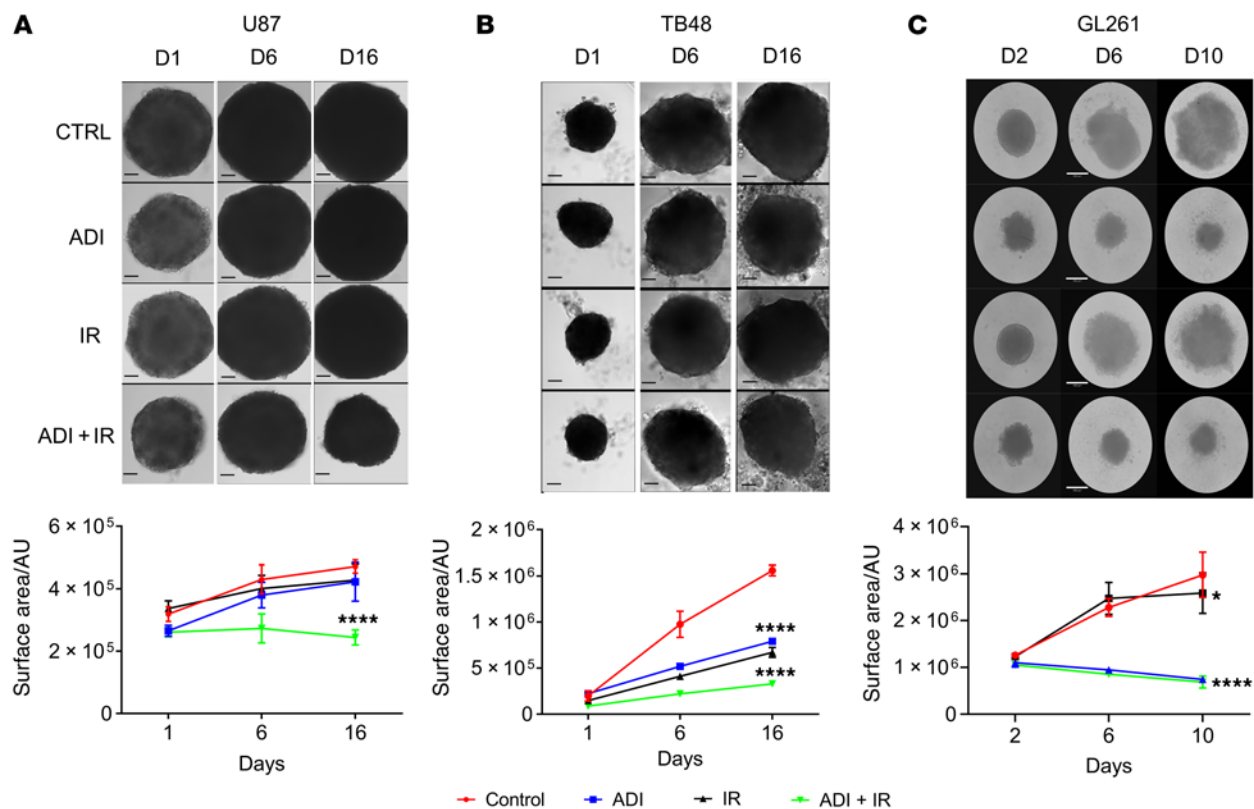 A
U87
D1 D6 D16
CTRL
ADI
IR
ADI + IR
6 × 10⁵
4 × 10⁵
2 × 10⁵
0
Surface area/AU
****
1 6 16
Days
B
TB48
D1 D6 D16
2 × 10⁶
1.5 × 10⁶
1 × 10⁶
5 × 10⁵
0
Surface area/AU
****
****
1 6 16
Days
C
GL261
D2 D6 D10
4 × 10⁶
3 × 10⁶
2 × 10⁶
1 × 10⁶
0
Surface area/AU
*
****
2 6 10
Days
Control ADI IR ADI + IR